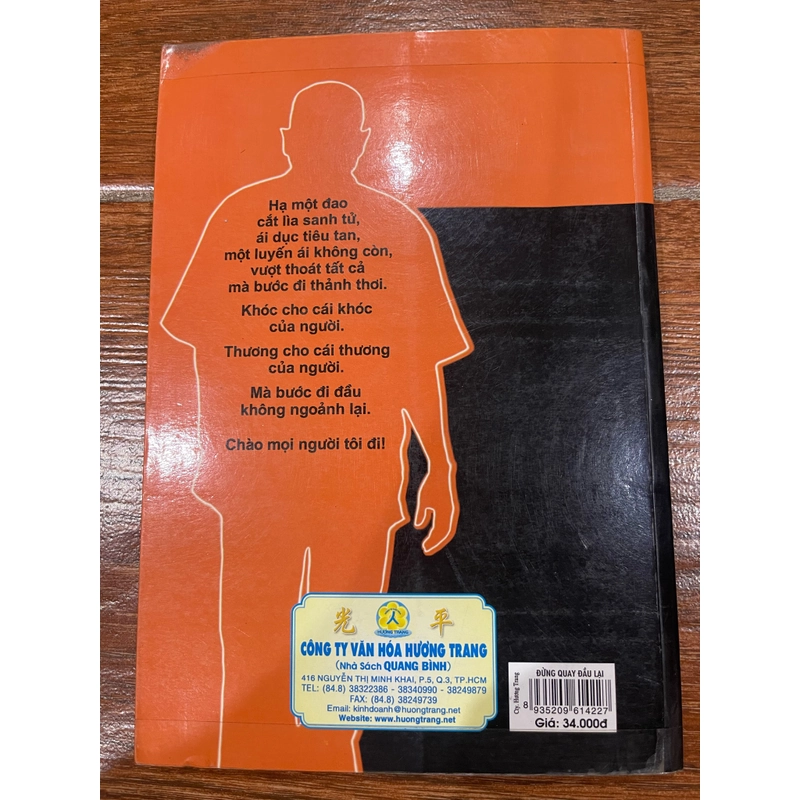 Hạ một đao
cắt lìa sanh tử,
ái dục tiêu tan,
một luyến ái không còn,
vượt thoát tất cả
mà bước đi thảnh thơi.
Khóc cho cái khóc
của người.
Thương cho cái thương
của người.
Mà bước đi đầu
không ngoảnh lại.
Chào mọi người tôi đi!
光 平
HƯƠNG TRANG
CÔNG TY VĂN HÓA HƯƠNG TRANG
(Nhà Sách QUANG BÌNH)
416 NGUYỄN THỊ MINH KHAI, P.5, Q.3, TP.HCM
TEL: (84.8) 38322386 - 38340990 - 38249879
FAX: (84.8) 38249739
Email: kinhdoanh@huongtrang.net
Website: www.huongtrang.net
ĐỪNG QUAY ĐẦU LẠI
Cty. Hương Trang
8 935209 614227
Giá: 34.000đ